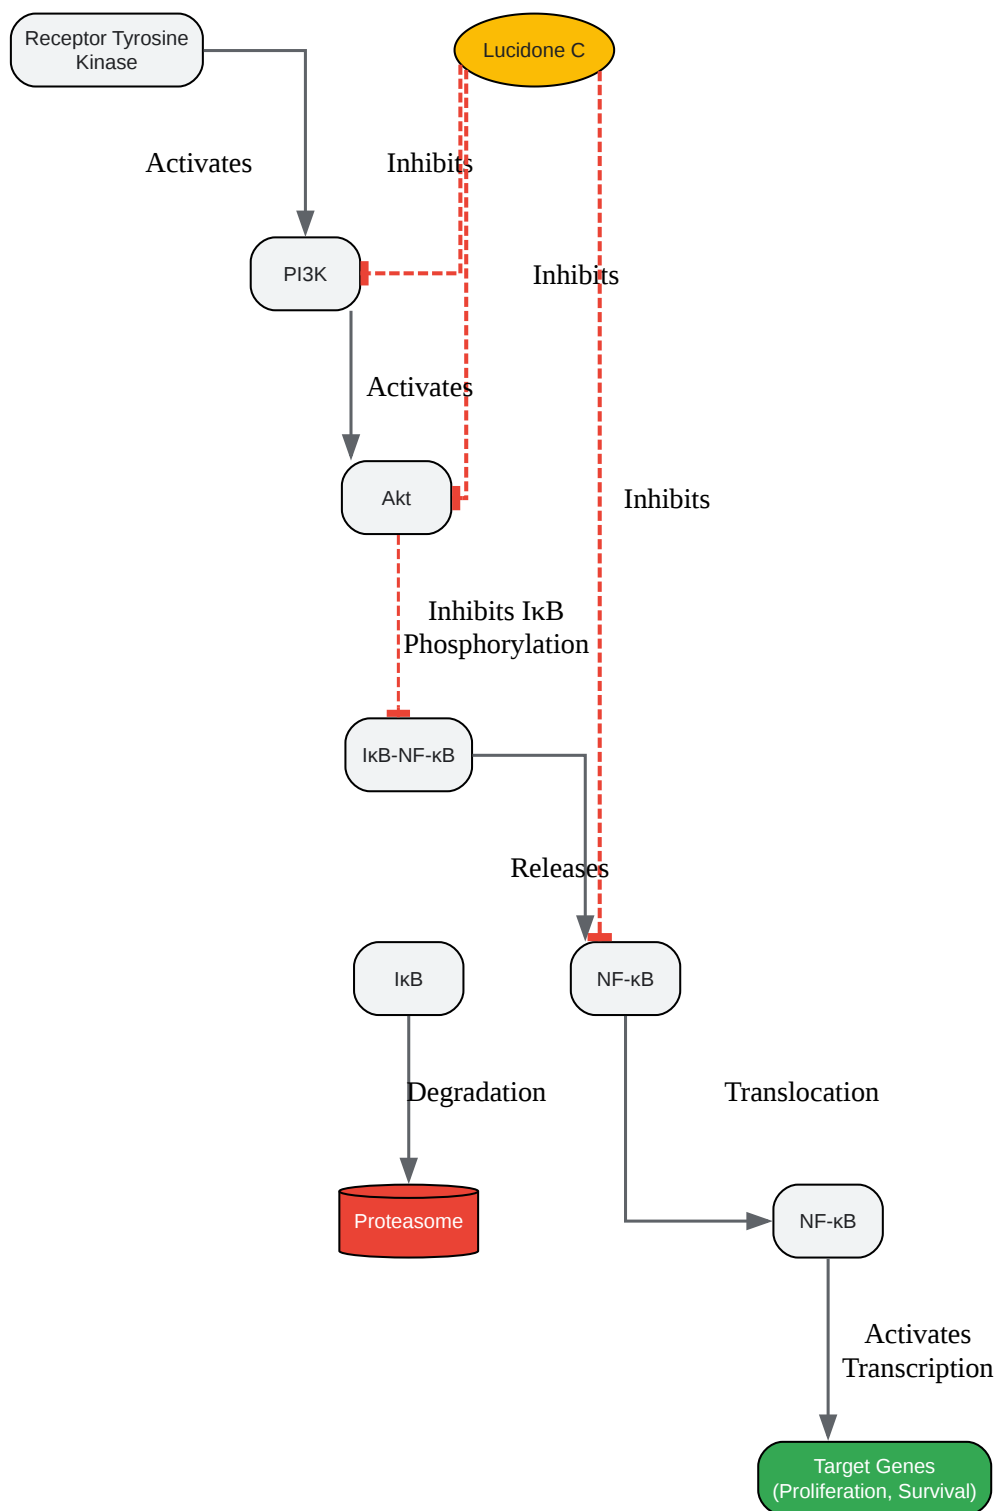 Receptor Tyrosine
Kinase
Lucidone C
Activates
Inhibits
PI3K
Inhibits
Activates
Akt
Inhibits
Inhibits IκB
Phosphorylation
IκB-NF-κB
Releases
IκB
NF-κB
Degradation
Translocation
Proteasome
NF-κB
Activates
Transcription
Target Genes
(Proliferation, Survival)